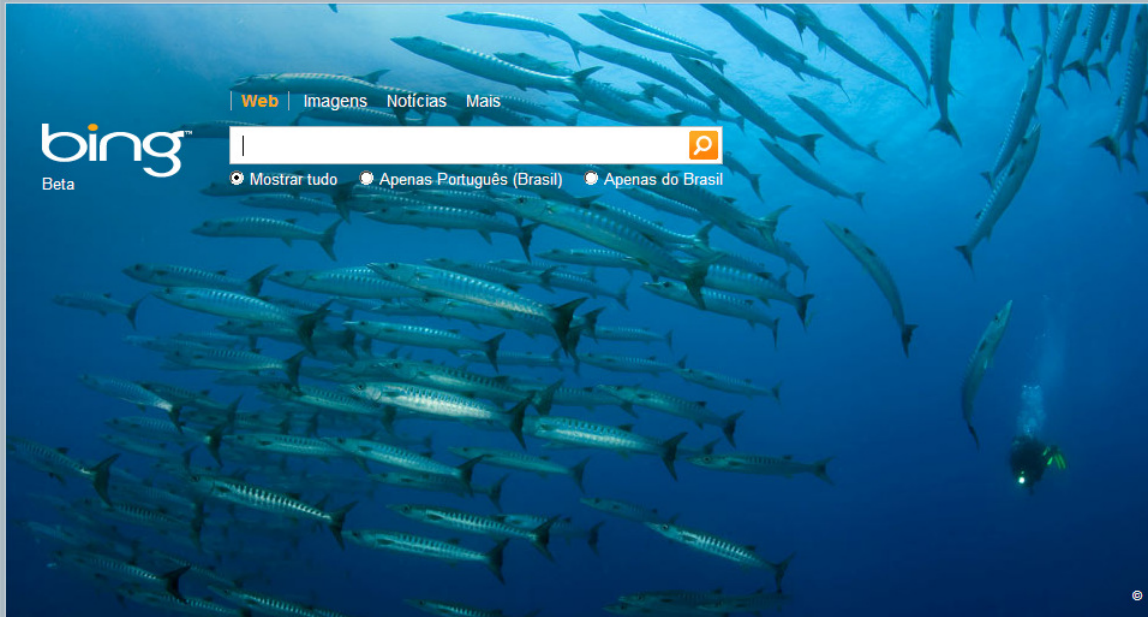 Web Imagens Notícias Mais
bing™
Beta
Mostrar tudo Apenas Português (Brasil) Apenas do Brasil
©